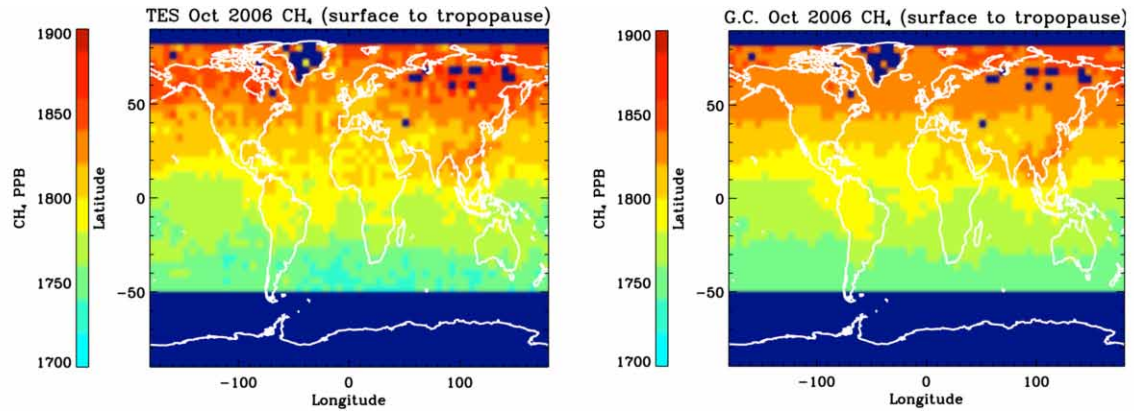 TES Oct 2006 CH₄ (surface to tropopause)
1900
1850
1800
1750
1700
CH₄ PPB
Latitude
50
0
−50
−100
0
100
Longitude
G.C. Oct 2006 CH₄ (surface to tropopause)
1900
1850
1800
1750
1700
CH₄ PPB
Latitude
50
0
−50
−100
0
100
Longitude